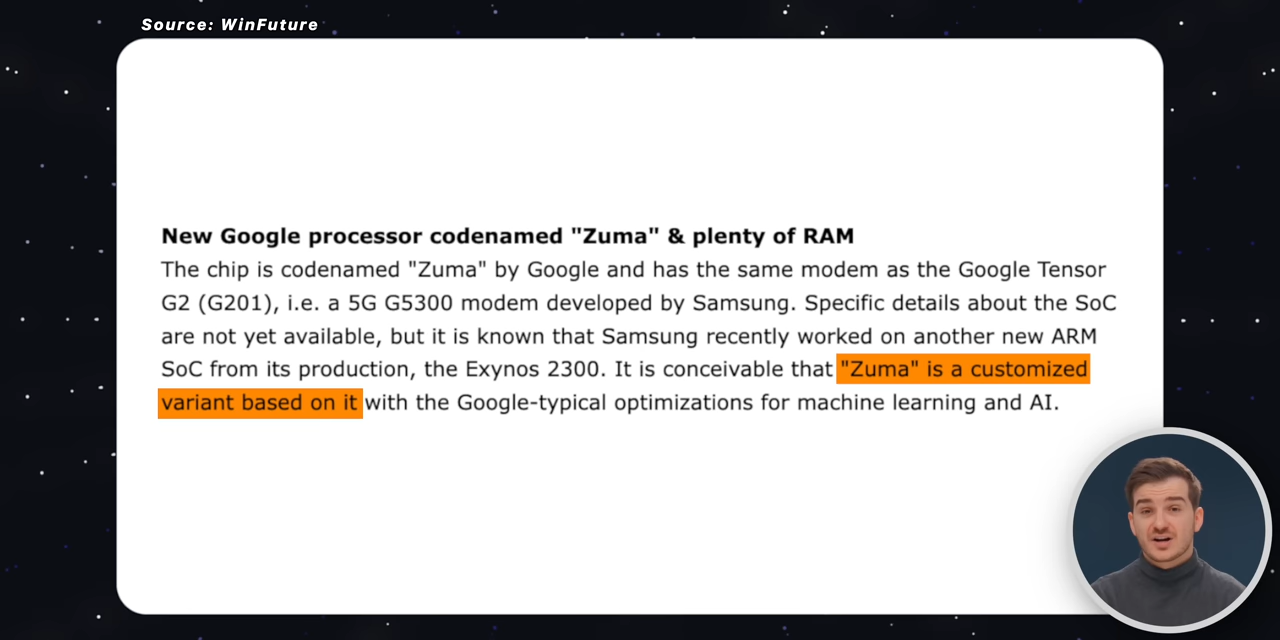 Source: WinFuture
New Google processor codenamed "Zuma" & plenty of RAM
The chip is codenamed "Zuma" by Google and has the same modem as the Google Tensor
G2 (G201), i.e. a 5G G5300 modem developed by Samsung. Specific details about the SoC
are not yet available, but it is known that Samsung recently worked on another new ARM
SoC from its production, the Exynos 2300. It is conceivable that "Zuma" is a customized
variant based on it with the Google-typical optimizations for machine learning and AI.